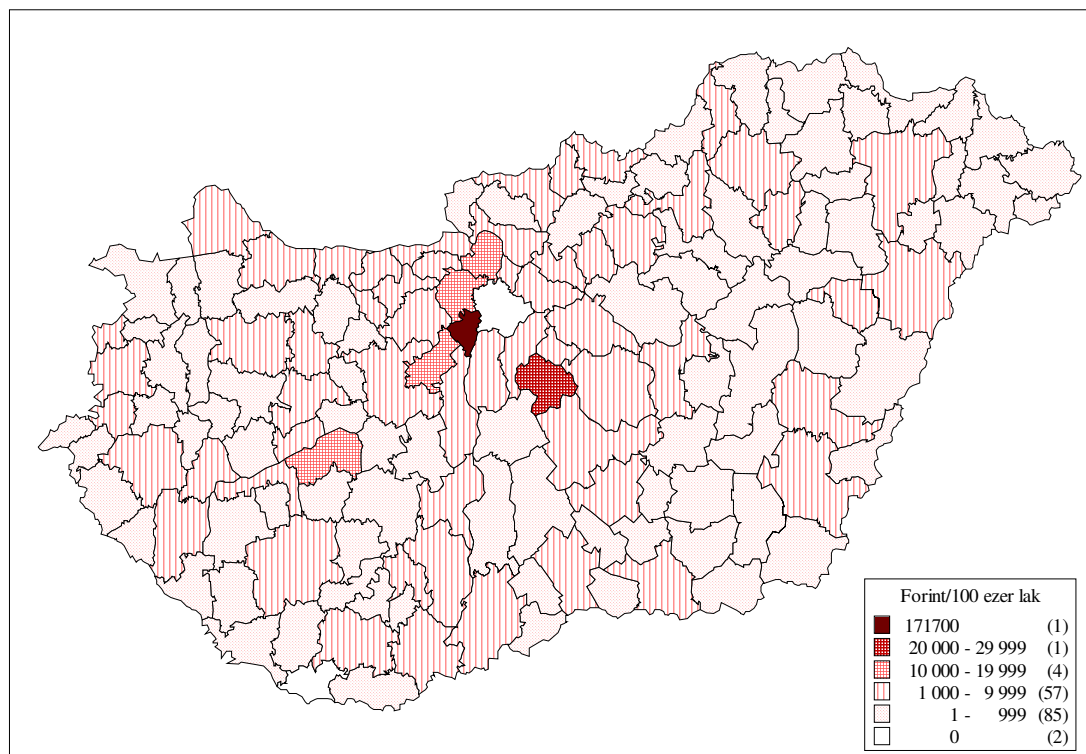 Forint/100 ezer lak
171700 (1)
20 000 - 29 999 (1)
10 000 - 19 999 (4)
1 000 - 9 999 (57)
1 - 999 (85)
0 (2)